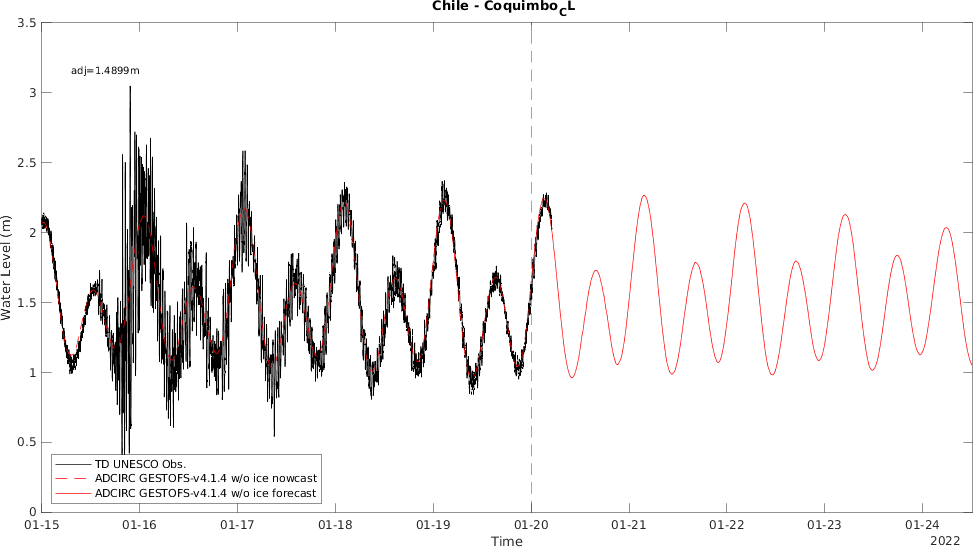 Chile - Coquimbo_CL
3.5
3
2.5
2
1.5
1
0.5
0
Water Level (m)
adj=1.4899m
TD UNESCO Obs.
ADCIRC GESTOFS-v4.1.4 w/o ice nowcast
ADCIRC GESTOFS-v4.1.4 w/o ice forecast
01-15 01-16 01-17 01-18 01-19 01-20 01-21 01-22 01-23 01-24
Time
2022